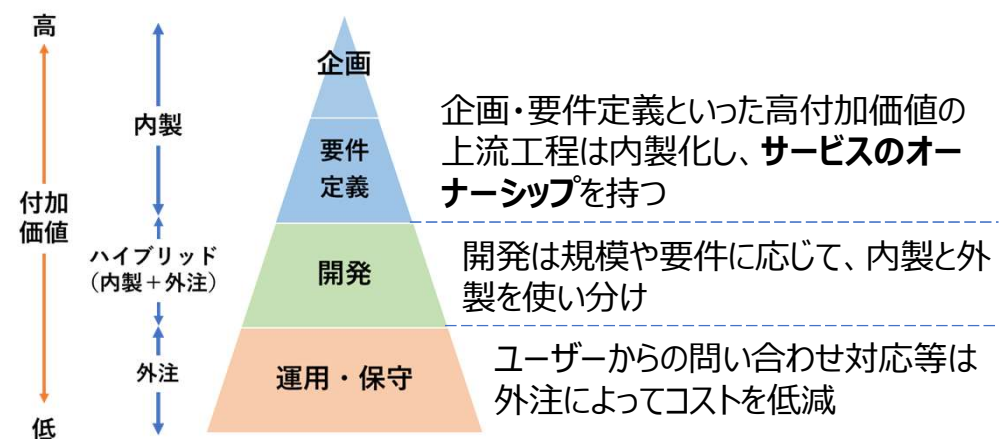 高
付加
価値
低
内製
ハイブリッド
（内製＋外注）
外注
企画
要件
定義
開発
運用・保守
企画・要件定義といった高付加価値の
上流工程は内製化し、サービスのオー
ナーシップを持つ
開発は規模や要件に応じて、内製と外
製を使い分け
ユーザーからの問い合わせ対応等は
外注によってコストを低減